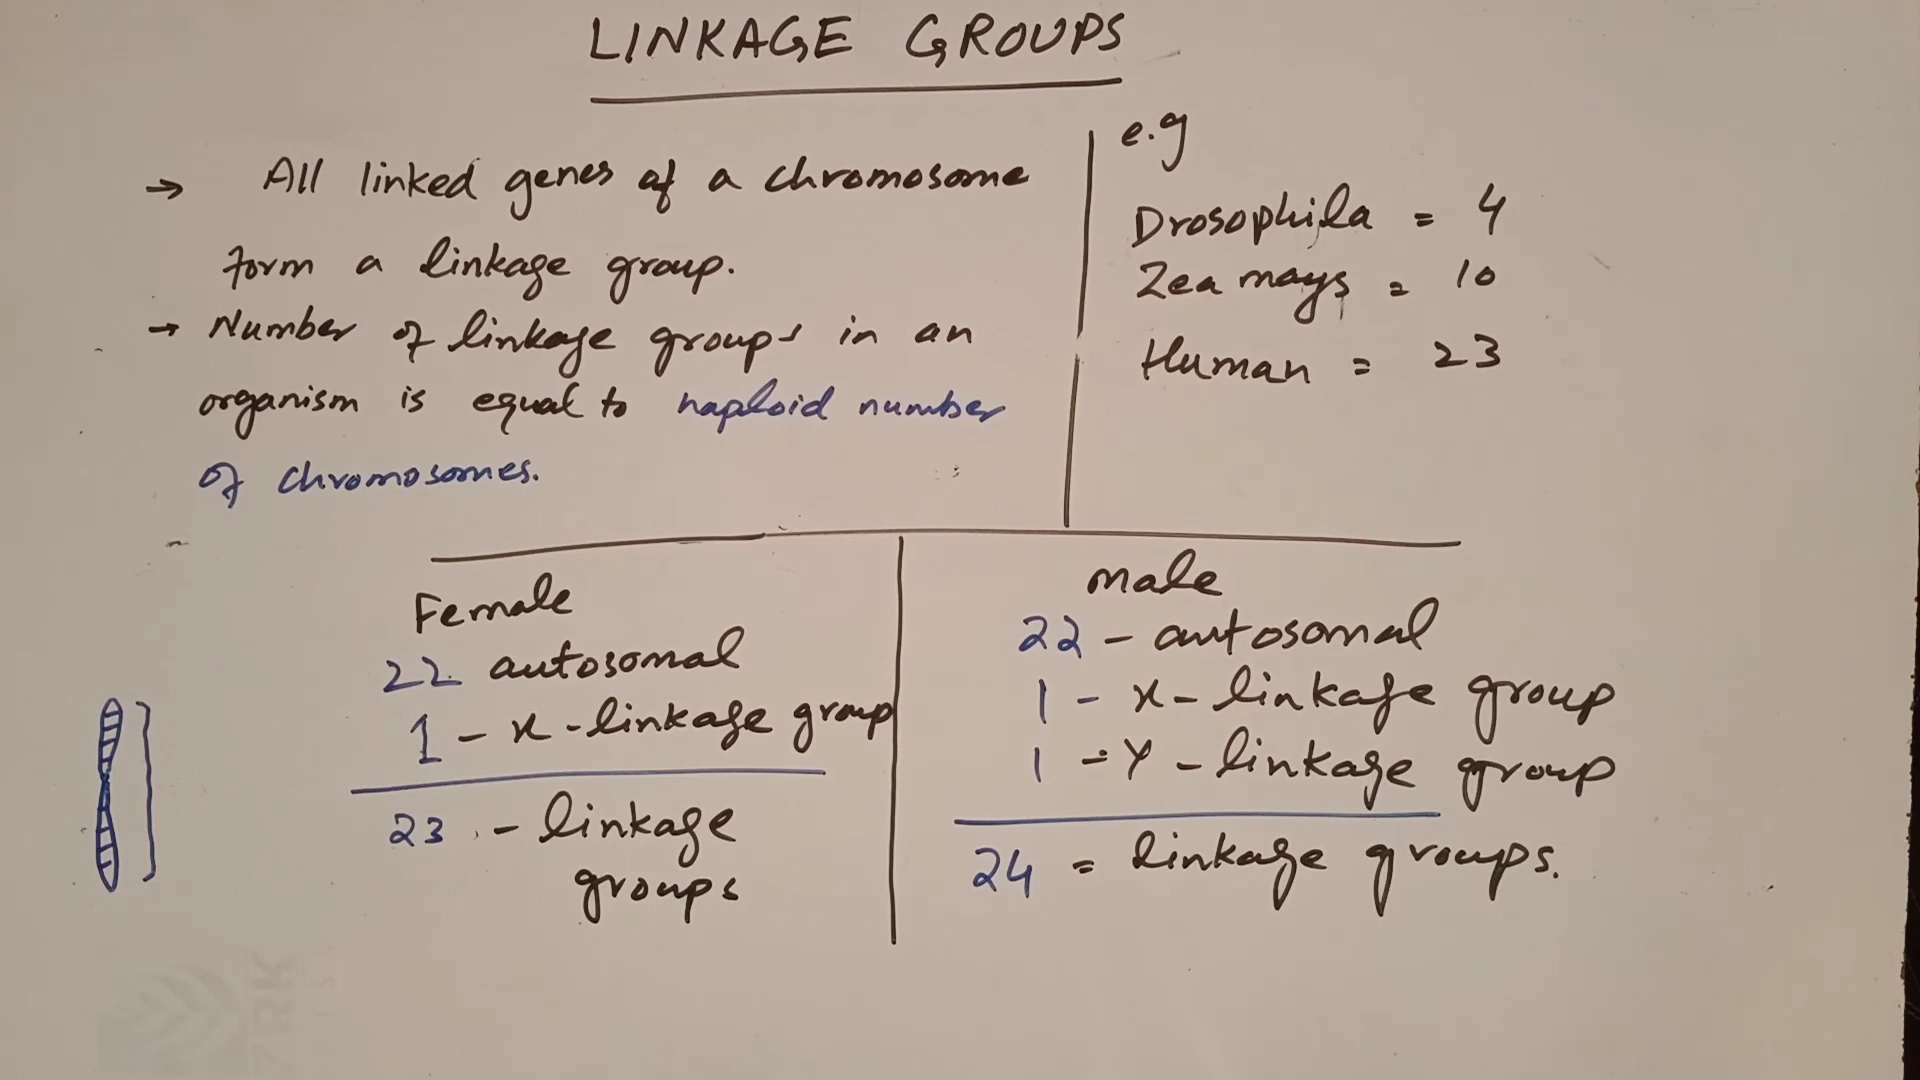 LINKAGE GROUPS
→ All linked genes of a chromosome
form a linkage group.
→ Number of linkage groups in an
organism is equal to haploid number
of chromosomes.
e.g
Drosophila = 4
Zea mays = 10
Human = 23
Female
22 autosomal
1 - x - linkage group
23 - linkage
groups
male
22 - autosomal
1 - x - linkage group
1 - Y - linkage group
24 = linkage groups.